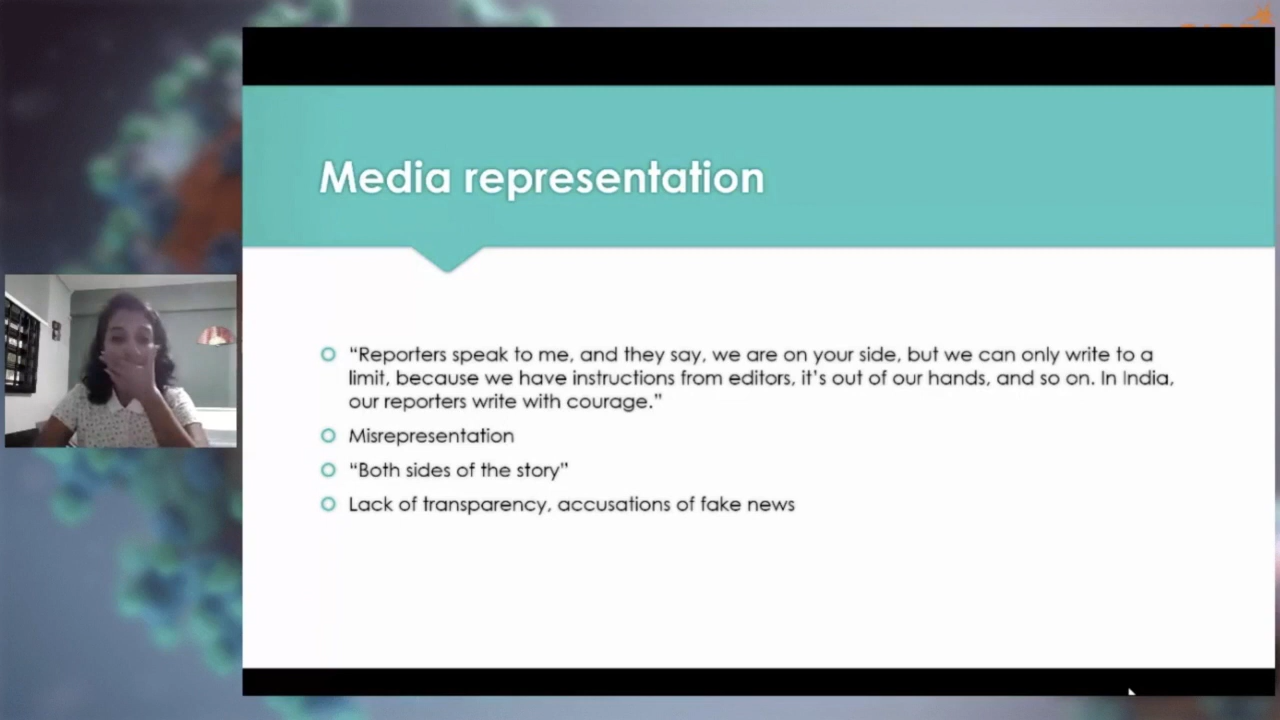 Media representation
“Reporters speak to me, and they say, we are on your side, but we can only write to a
limit, because we have instructions from editors, it’s out of our hands, and so on. In India,
our reporters write with courage.”
Misrepresentation
“Both sides of the story”
Lack of transparency, accusations of fake news